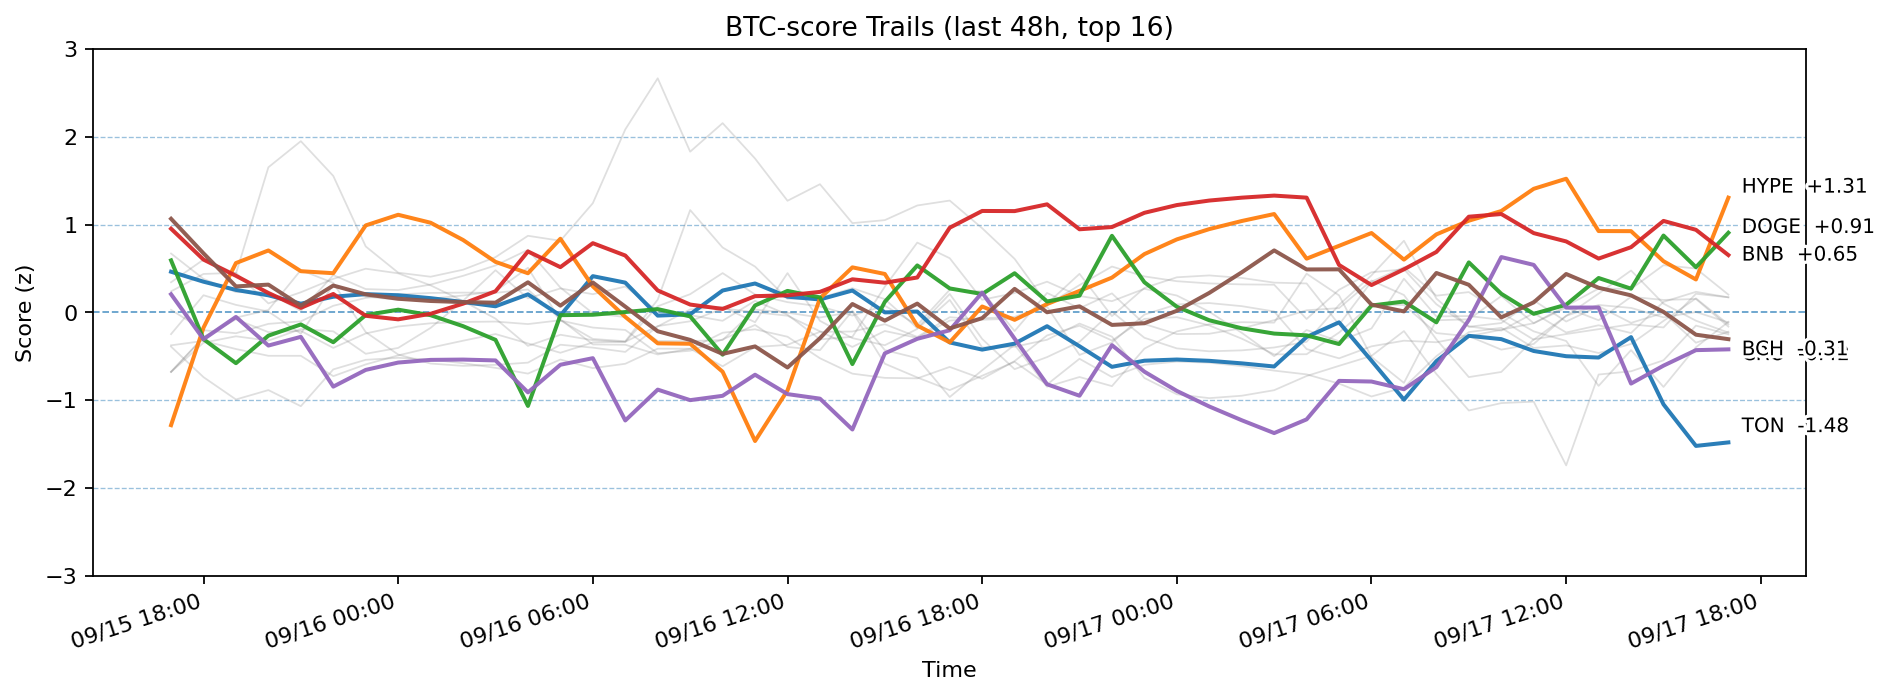 BTC-score Trails (last 48h, top 16)
Score (z)
3
2
1
0
−1
−2
−3
HYPE +1.31
DOGE +0.91
BNB +0.65
BCH -0.31
TON -1.48
09/15 18:00
09/16 00:00
09/16 06:00
09/16 12:00
09/16 18:00
09/17 00:00
09/17 06:00
09/17 12:00
09/17 18:00
Time